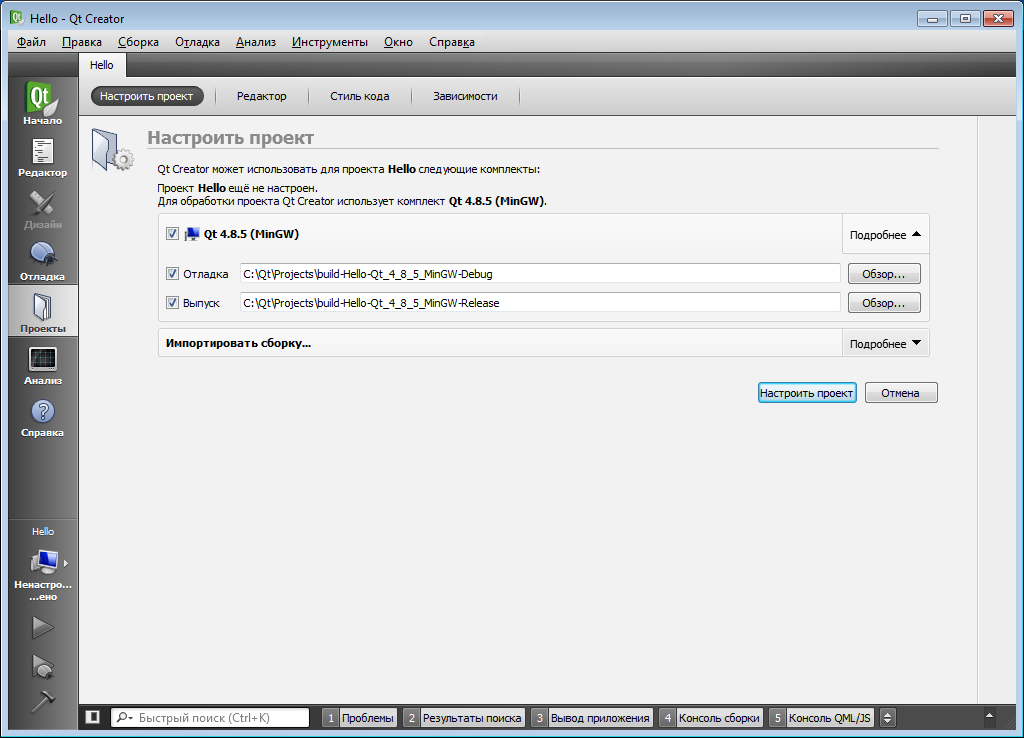 Hello - Qt Creator
Файл Правка Сборка Отладка Анализ Инструменты Окно Справка
Hello
Настроить проект Редактор Стиль кода Зависимости
Qt
Начало
Редактор
Дизайн
Отладка
Проекты
Анализ
Справка
Настроить проект
Qt Creator может использовать для проекта Hello следующие комплекты:
Проект Hello ещё не настроен.
Для обработки проекта Qt Creator использует комплект Qt 4.8.5 (MinGW).
Qt 4.8.5 (MinGW) Подробнее
Отладка C:\Qt\Projects\build-Hello-Qt_4_8_5_MinGW-Debug Обзор...
Выпуск C:\Qt\Projects\build-Hello-Qt_4_8_5_MinGW-Release Обзор...
Импортировать сборку... Подробнее
Настроить проект Отмена
Hello
Ненастро...
...ено
Быстрый поиск (Ctrl+K) 1 Проблемы 2 Результаты поиска 3 Вывод приложения 4 Консоль сборки 5 Консоль QML/JS